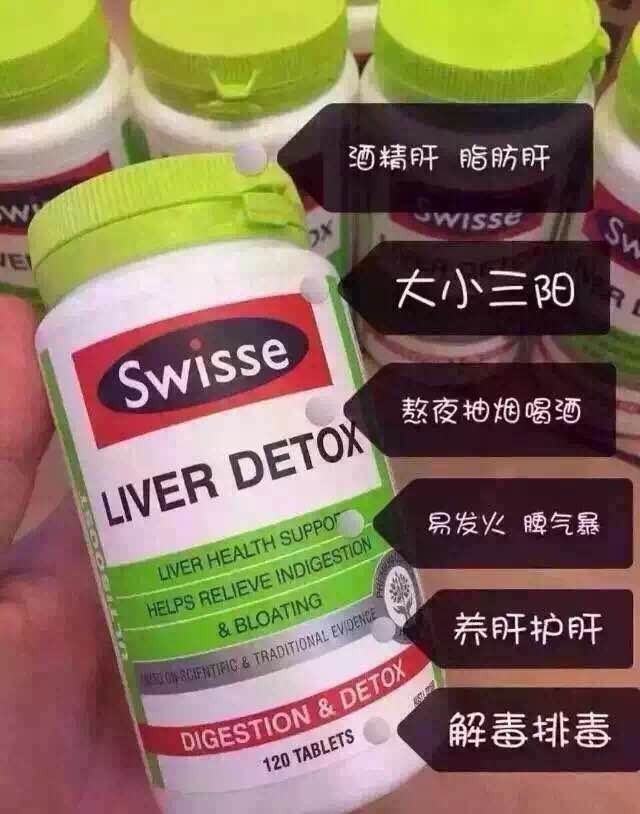 酒精肝 脂肪肝
大小三阳
Swisse
熬夜抽烟喝酒
LIVER DETOX
易发火 脾气暴
LIVER HEALTH
HELPS RELIEVE INDIGESTION
& BLOATING
养肝护肝
ON SCIENTIFIC & TRADITIONAL EVIDENCE
DIGESTION & DETOX
解毒排毒
120 TABLETS
Swisse